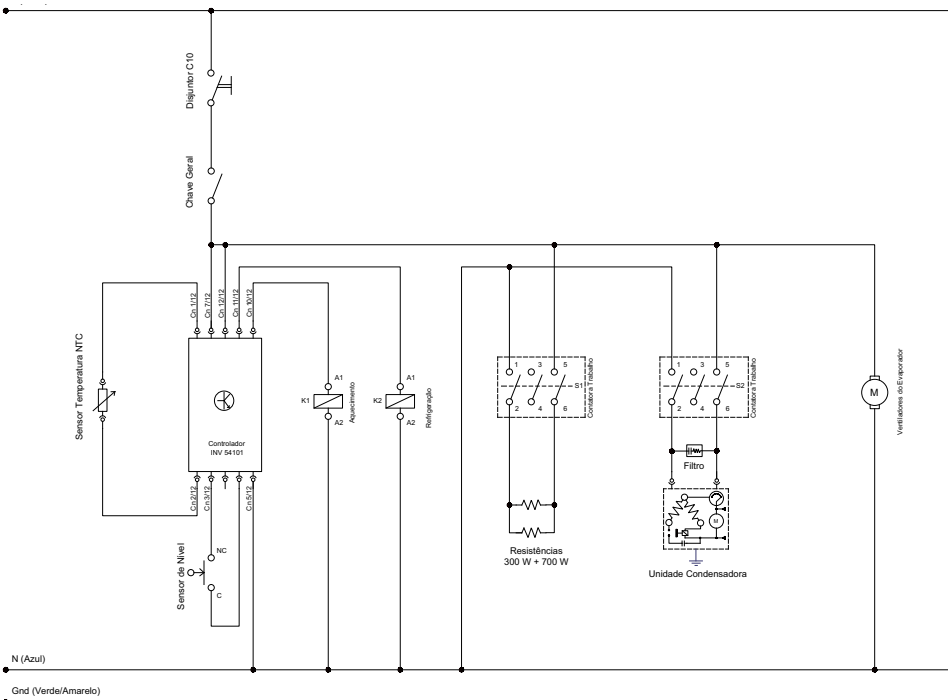 Disjuntor C10
Chave Geral
Cn 1/12
Cn 7/12
Cn 12/12
Cn 11/12
Cn 10/12
Sensor Temperatura NTC
Controlador
INV 54101
A1
K1
Aquecimento
A2
A1
K2
Refrigeração
A2
1
3
5
S1
2
4
6
Contatora Trabalho
1
3
5
S2
2
4
6
Contatora Trabalho
M
Ventiladores do Evaporador
Filtro
M
Cn 2/12
Cn 3/12
Cn 5/12
Resistências
300 W + 700 W
Unidade Condensadora
Sensor de Nível
NC
C
N (Azul)
Gnd (Verde/Amarelo)